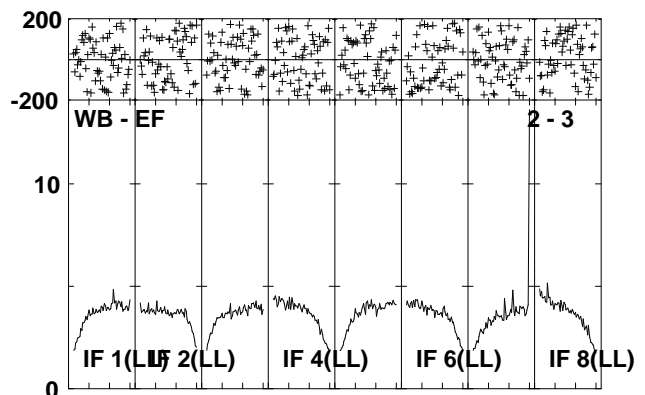 200
-200
WB - EF 2 - 3
10
IF 1(LL) IF 2(LL) IF 4(LL) IF 6(LL) IF 8(LL)
0